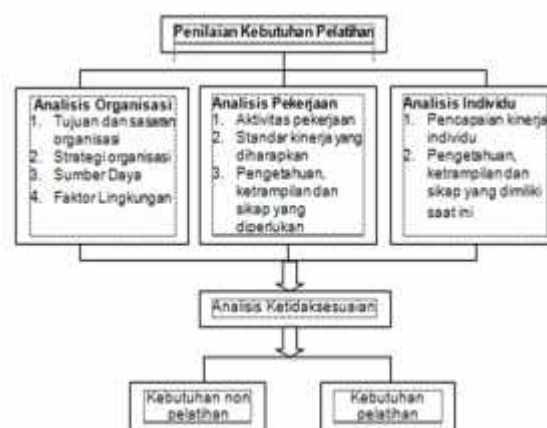 Penilaian Kebutuhan Pelatihan
Analisis Organisasi
1. Tujuan dan sasaran
organisasi
2. Strategi organisasi
3. Sumber Daya
4. Faktor Lingkungan
Analisis Pekerjaan
1. Aktivitas pekerjaan
2. Standar kinerja yang
diharapkan
3. Pengetahuan,
ketrampilan dan
sikap yang
diperlukan
Analisis Individu
1. Pencapaian kinerja
individu
2. Pengetahuan,
ketrampilan dan
sikap yang dimiliki
saat ini
Analisis Ketidaksesuaian
Kebutuhan non
pelatihan
Kebutuhan
pelatihan